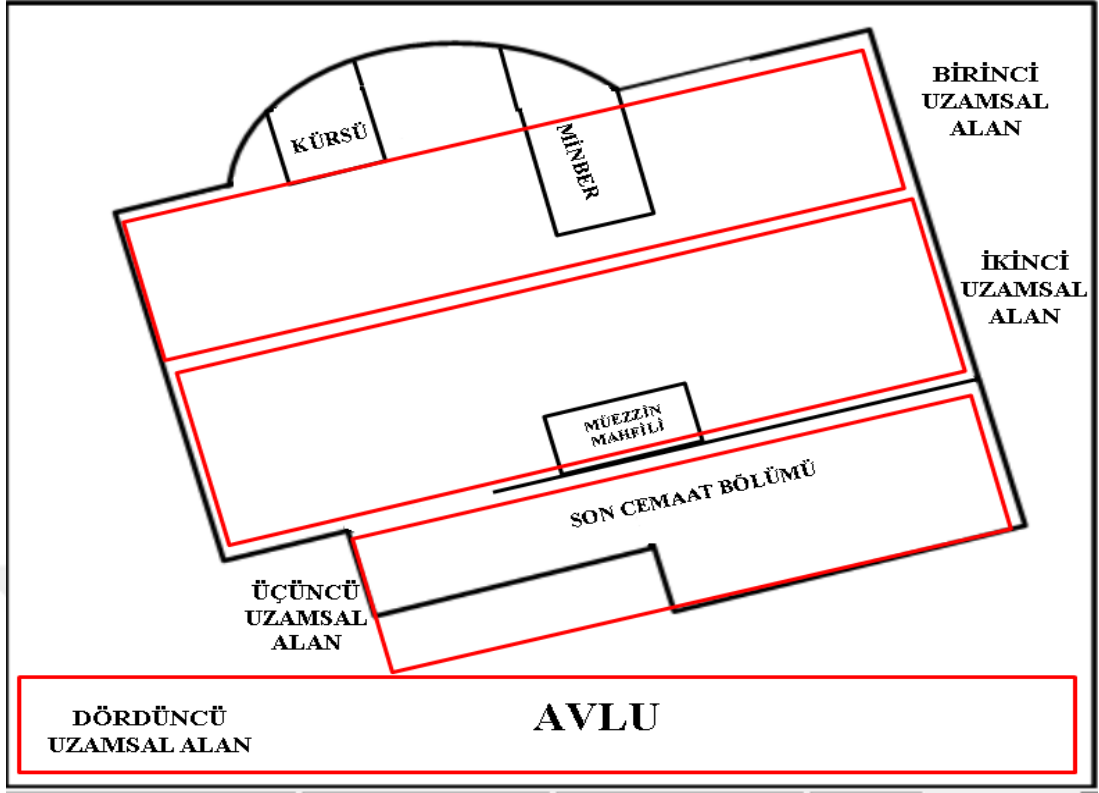 BİRİNCİ
UZAMSAL
ALAN
KÜRSÜ
MİNBER
İKİNCİ
UZAMSAL
ALAN
MÜEZZİN
MAHFİLİ
SON CEMAAT BÖLÜMÜ
ÜÇÜNCÜ
UZAMSAL
ALAN
DÖRDÜNCÜ
UZAMSAL ALAN
AVLU